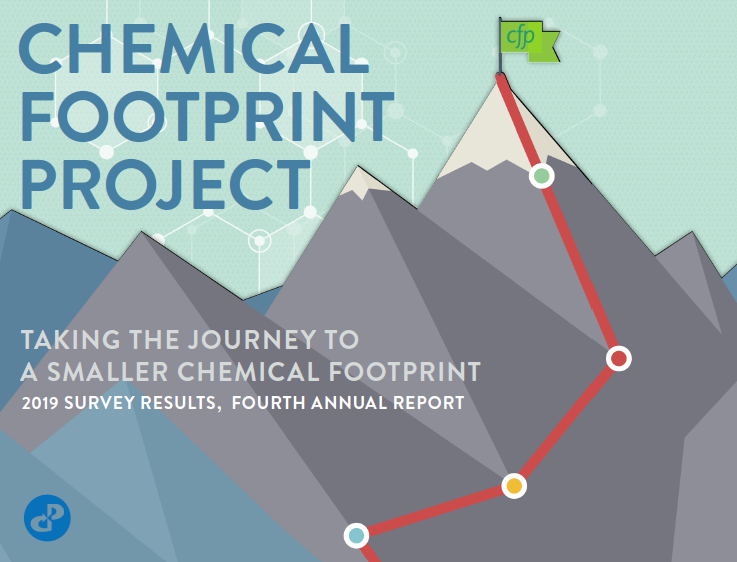 CHEMICAL
FOOTPRINT
PROJECT
cfp
TAKING THE JOURNEY TO
A SMALLER CHEMICAL FOOTPRINT
2019 SURVEY RESULTS, FOURTH ANNUAL REPORT